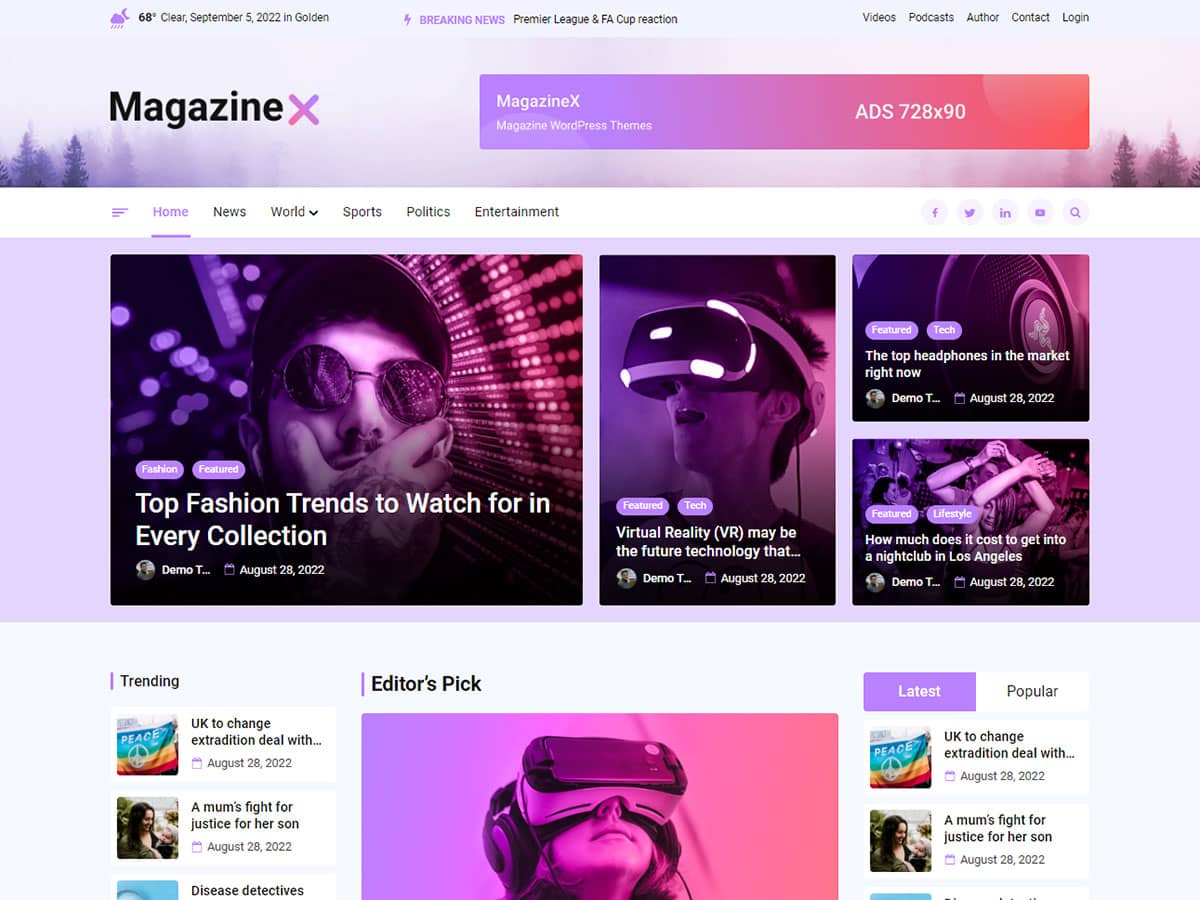 68° Clear, September 5, 2022 in Golden
BREAKING NEWS Premier League & FA Cup reaction
Videos Podcasts Author Contact Login
MagazineX
MagazineX
Magazine WordPress Themes
ADS 728x90
Home News World Sports Politics Entertainment
Fashion Featured
Top Fashion Trends to Watch for in
Every Collection
Demo T... August 28, 2022
Featured Tech
Virtual Reality (VR) may be
the future technology that...
Demo T... August 28, 2022
Featured Tech
The top headphones in the market
right now
Demo T... August 28, 2022
Featured Lifestyle
How much does it cost to get into
a nightclub in Los Angeles
Demo T... August 28, 2022
Trending
PEACE
UK to change
extradition deal with...
August 28, 2022
A mum's fight for
justice for her son
August 28, 2022
Disease detectives
Editor's Pick
Latest Popular
PEACE
UK to change
extradition deal with...
August 28, 2022
A mum's fight for
justice for her son
August 28, 2022